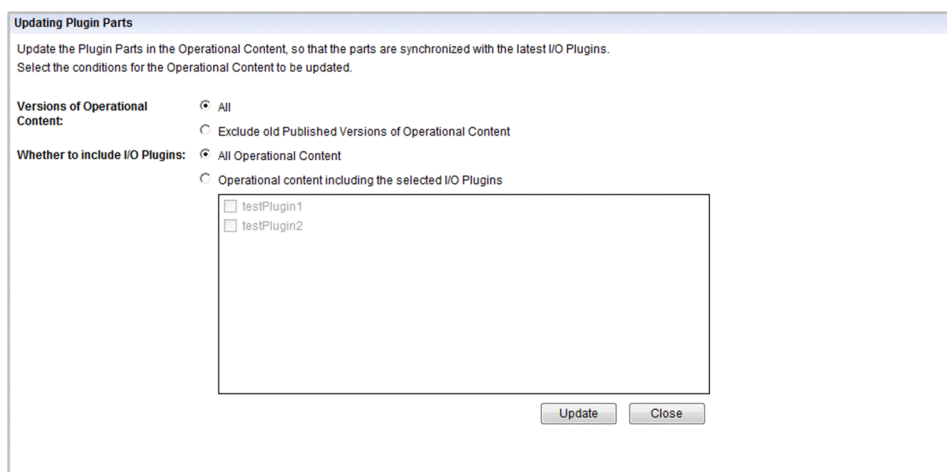 Updating Plugin Parts
Update the Plugin Parts in the Operational Content, so that the parts are synchronized with the latest I/O Plugins.
Select the conditions for the Operational Content to be updated.
Versions of Operational
Content:
All
Exclude old Published Versions of Operational Content
Whether to include I/O Plugins:
All Operational Content
Operational content including the selected I/O Plugins
testPlugin1
testPlugin2
Update
Close